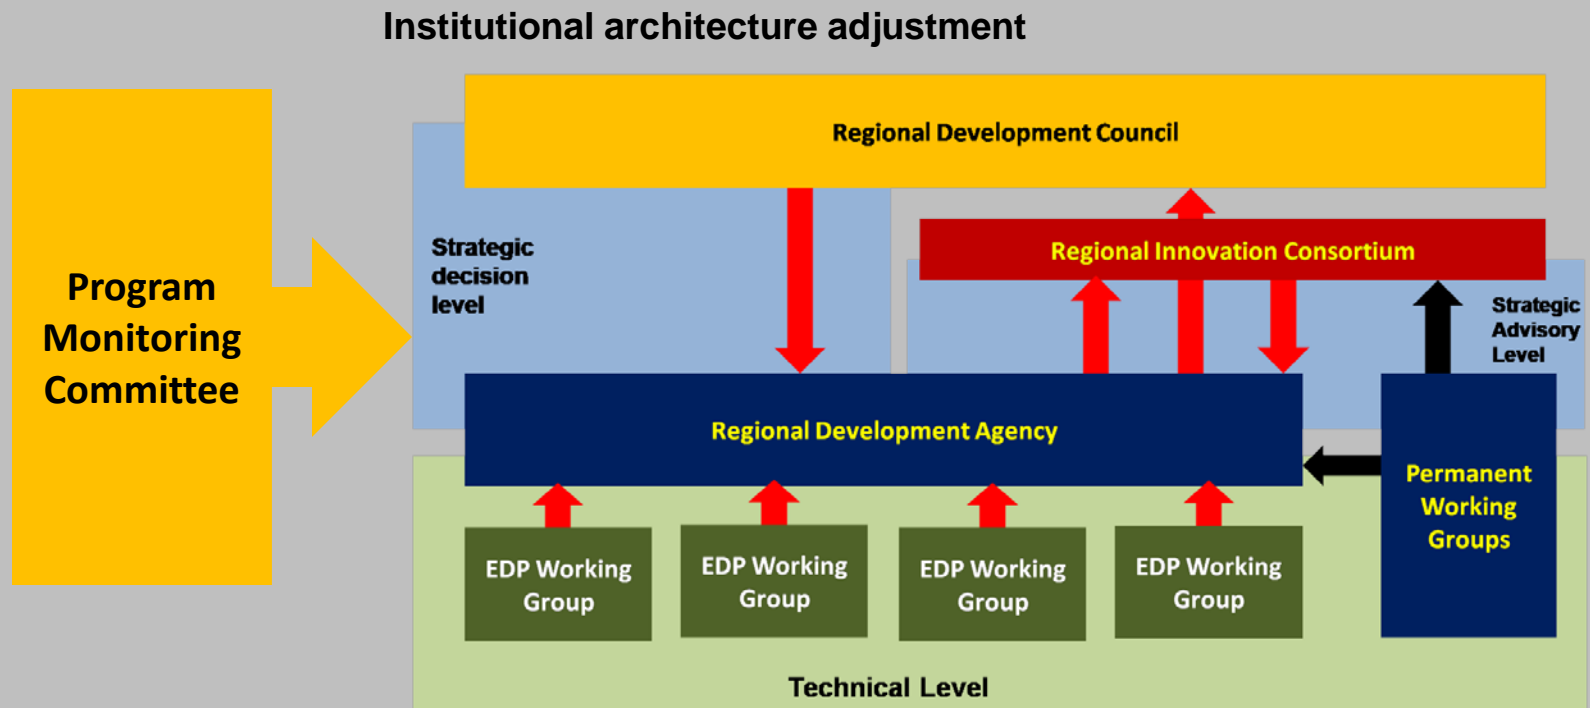 Institutional architecture adjustment
Program
Monitoring
Committee
Regional Development Council
Strategic
decision
level
Regional Innovation Consortium
Strategic
Advisory
Level
Regional Development Agency
Permanent
Working
Groups
EDP Working
Group
EDP Working
Group
EDP Working
Group
EDP Working
Group
Technical Level